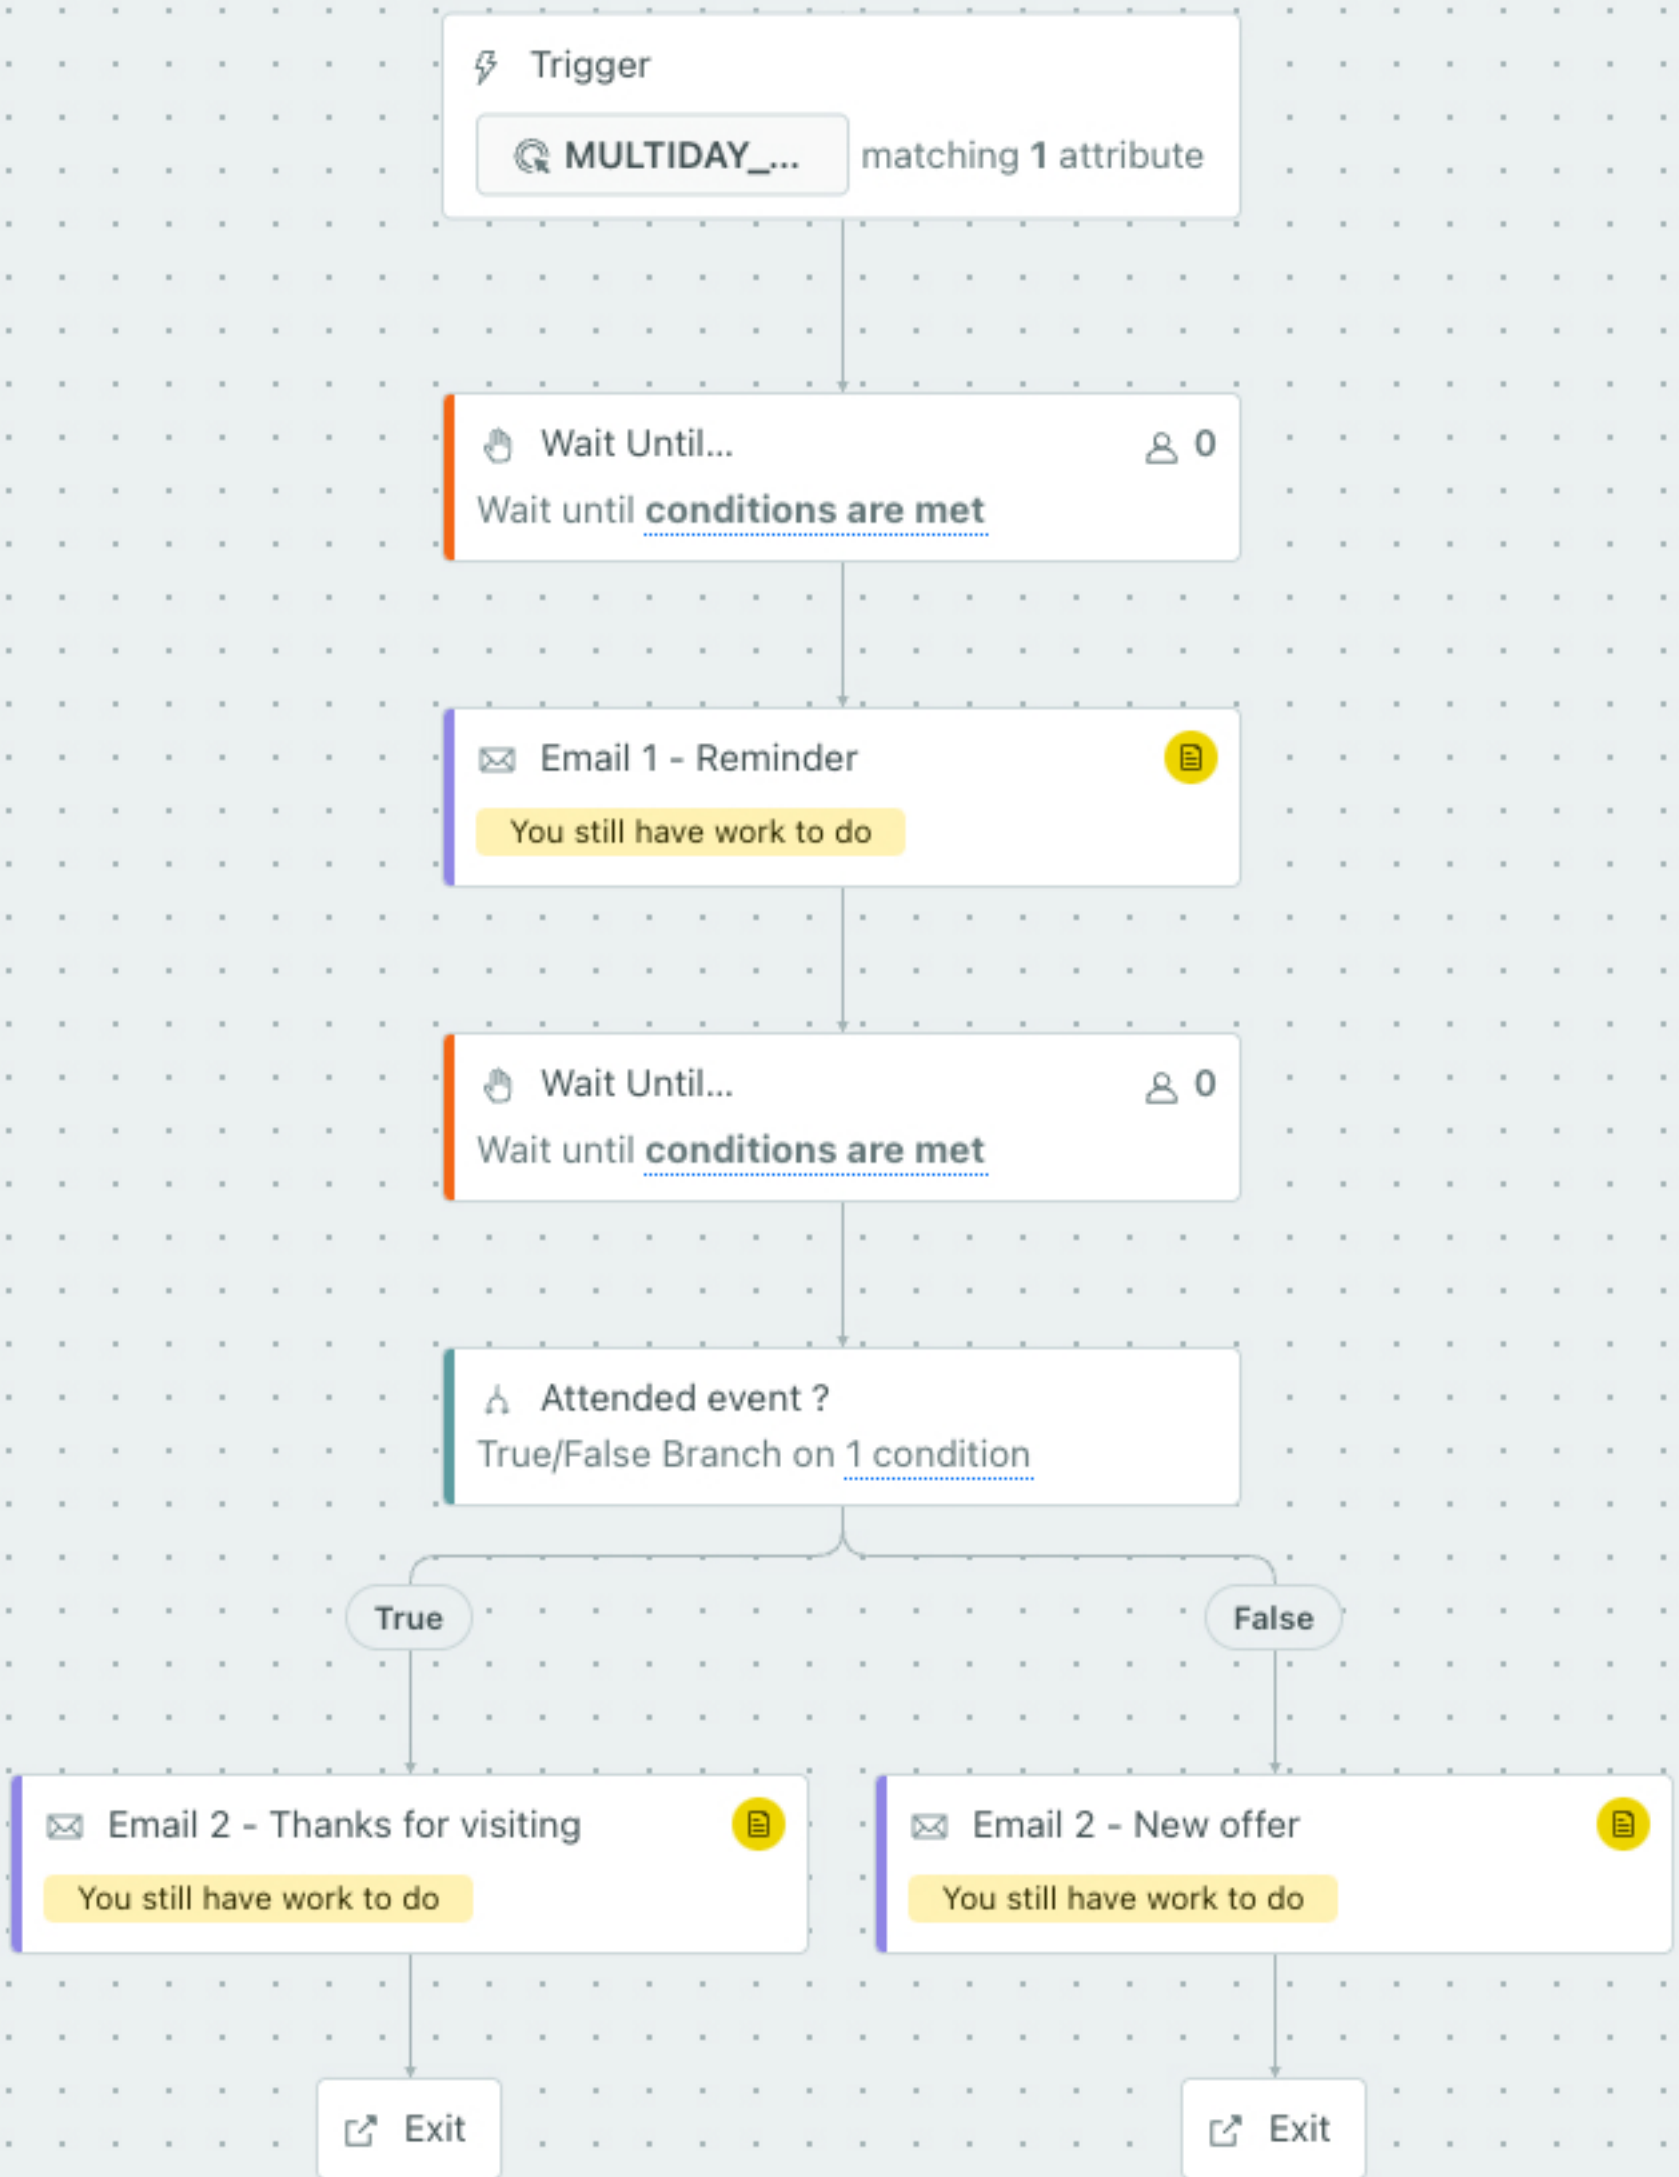 Trigger
MULTIDAY_... matching 1 attribute
Wait Until... 0
Wait until conditions are met
Email 1 - Reminder
You still have work to do
Wait Until... 0
Wait until conditions are met
Attended event ?
True/False Branch on 1 condition
True
False
Email 2 - Thanks for visiting
You still have work to do
Email 2 - New offer
You still have work to do
Exit
Exit